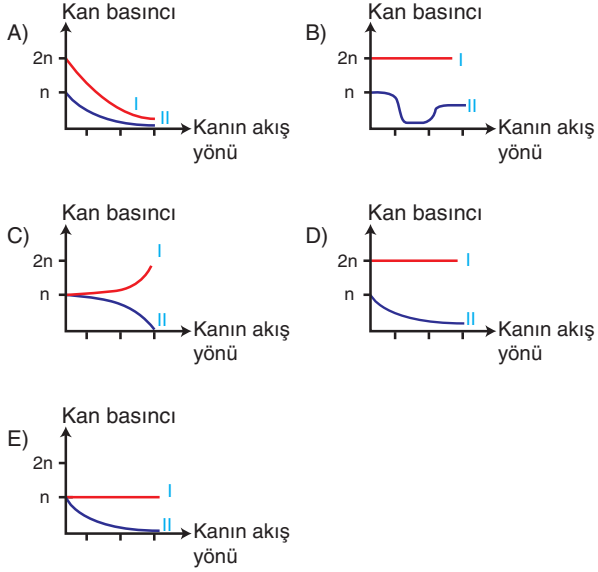 A)
Kan basıncı
2n
n
I
II
Kanın akış
yönü
B)
Kan basıncı
2n
n
I
II
Kanın akış
yönü
C)
Kan basıncı
2n
n
I
II
Kanın akış
yönü
D)
Kan basıncı
2n
n
I
II
Kanın akış
yönü
E)
Kan basıncı
2n
n
I
II
Kanın akış
yönü